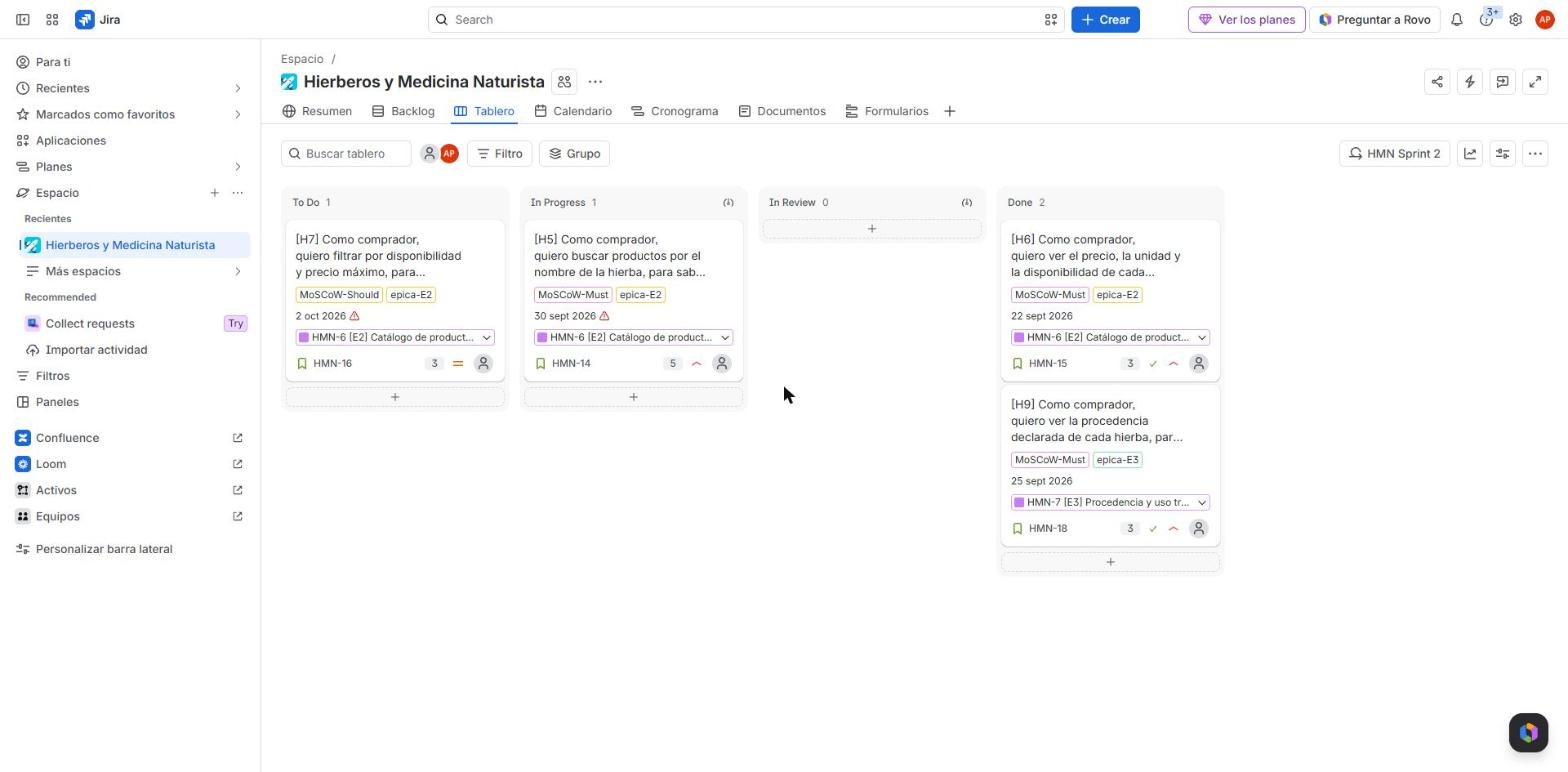 Jira
Search
Crear
Ver los planes
Preguntar a Rovo
3+
AP
Para ti
Recientes
Marcados como favoritos
Aplicaciones
Planes
Espacio
Recientes
Hierberos y Medicina Naturista
Más espacios
Recommended
Collect requests
Try
Importar actividad
Filtros
Paneles
Confluence
Loom
Activos
Equipos
Personalizar barra lateral
Espacio /
Hierberos y Medicina Naturista
Resumen
Backlog
Tablero
Calendario
Cronograma
Documentos
Formularios
Buscar tablero
AP
Filtro
Grupo
HMN Sprint 2
To Do 1
[H7] Como comprador,
quiero filtrar por disponibilidad
y precio máximo, para...
MoSCoW-Should epica-E2
2 oct 2026
HMN-6 [E2] Catálogo de product...
HMN-16 3
In Progress 1
[H5] Como comprador,
quiero buscar productos por el
nombre de la hierba, para sab...
MoSCoW-Must epica-E2
30 sept 2026
HMN-6 [E2] Catálogo de product...
HMN-14 5
In Review 0
Done 2
[H6] Como comprador,
quiero ver el precio, la unidad y
la disponibilidad de cada...
MoSCoW-Must epica-E2
22 sept 2026
HMN-6 [E2] Catálogo de product...
HMN-15 3
[H9] Como comprador,
quiero ver la procedencia
declarada de cada hierba, par...
MoSCoW-Must epica-E3
25 sept 2026
HMN-7 [E3] Procedencia y uso tr...
HMN-18 3